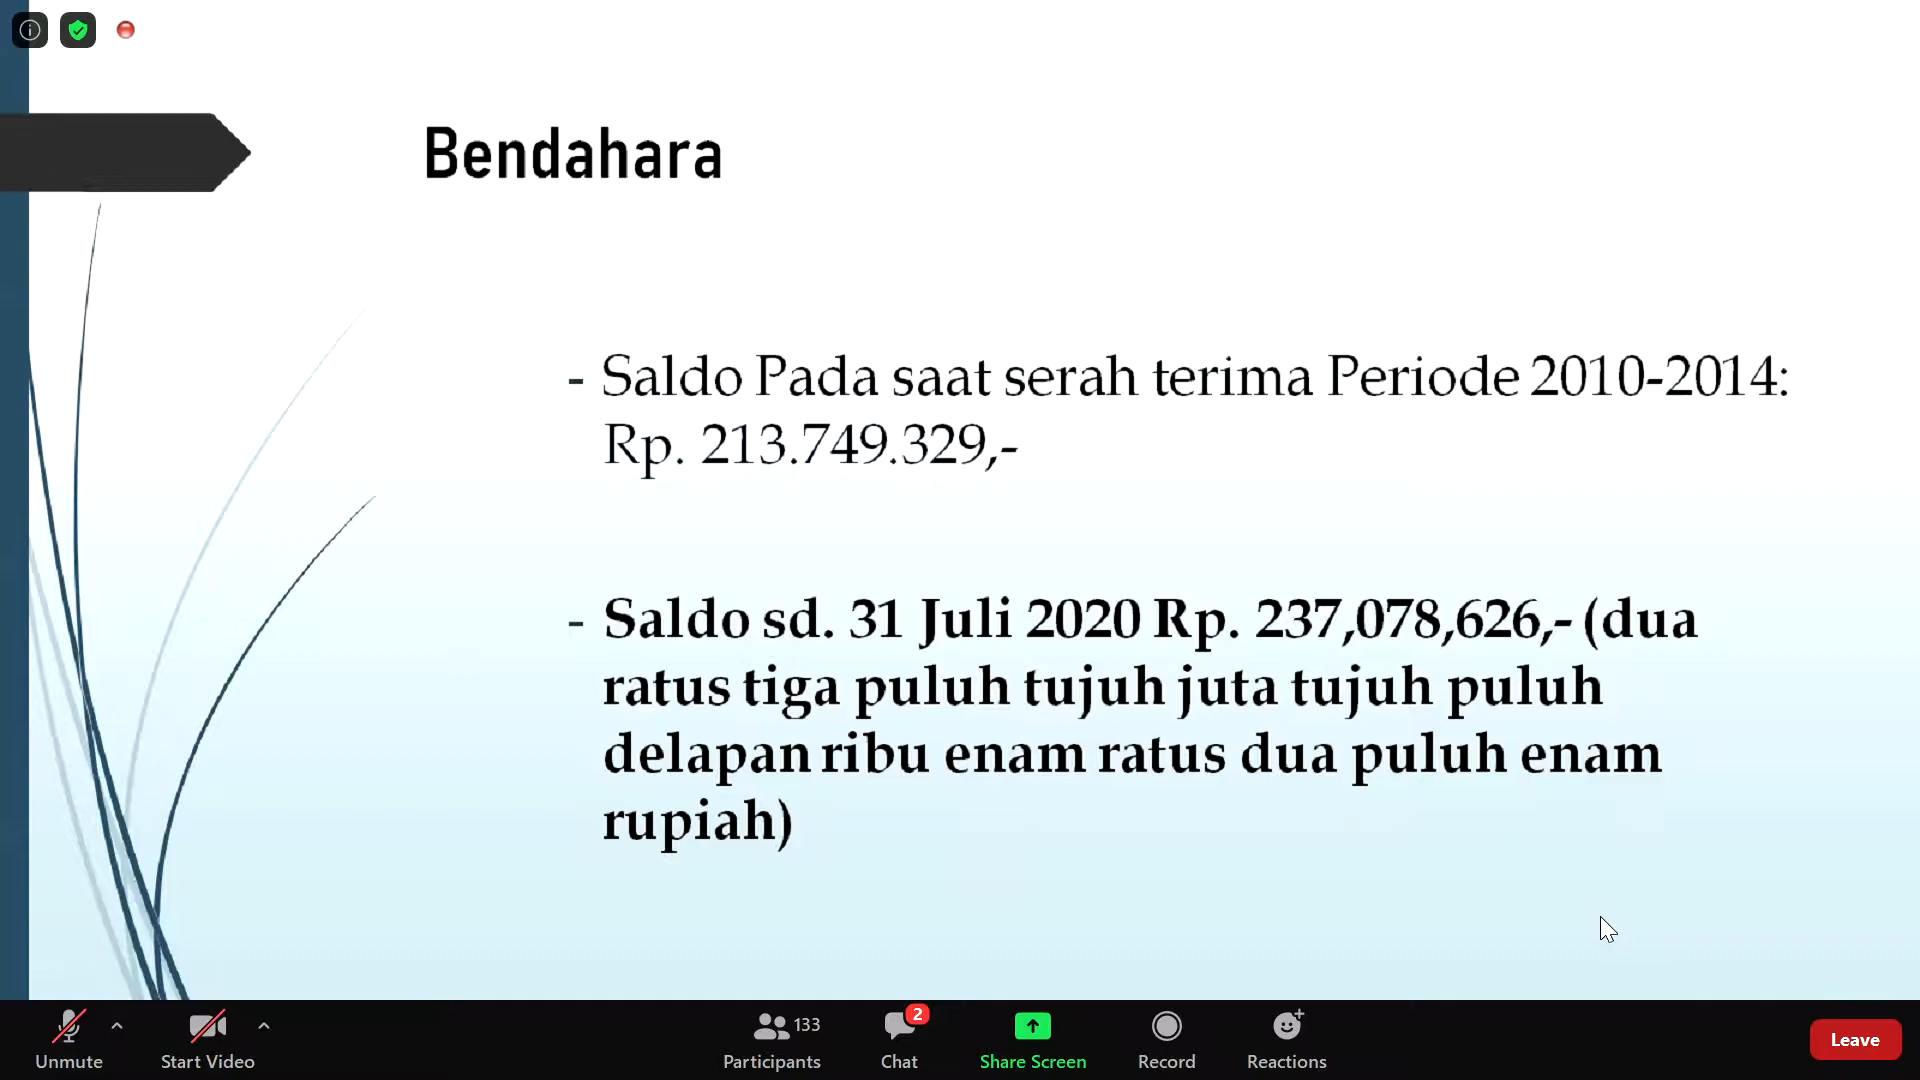 Bendahara
- Saldo Pada saat serah terima Periode 2010-2014:
Rp. 213.749.329,-
- Saldo sd. 31 Juli 2020 Rp. 237,078,626,- (dua
ratus tiga puluh tujuh juta tujuh puluh
delapan ribu enam ratus dua puluh enam
rupiah)
Unmute
Start Video
133
Participants
2
Chat
Share Screen
Record
Reactions
Leave